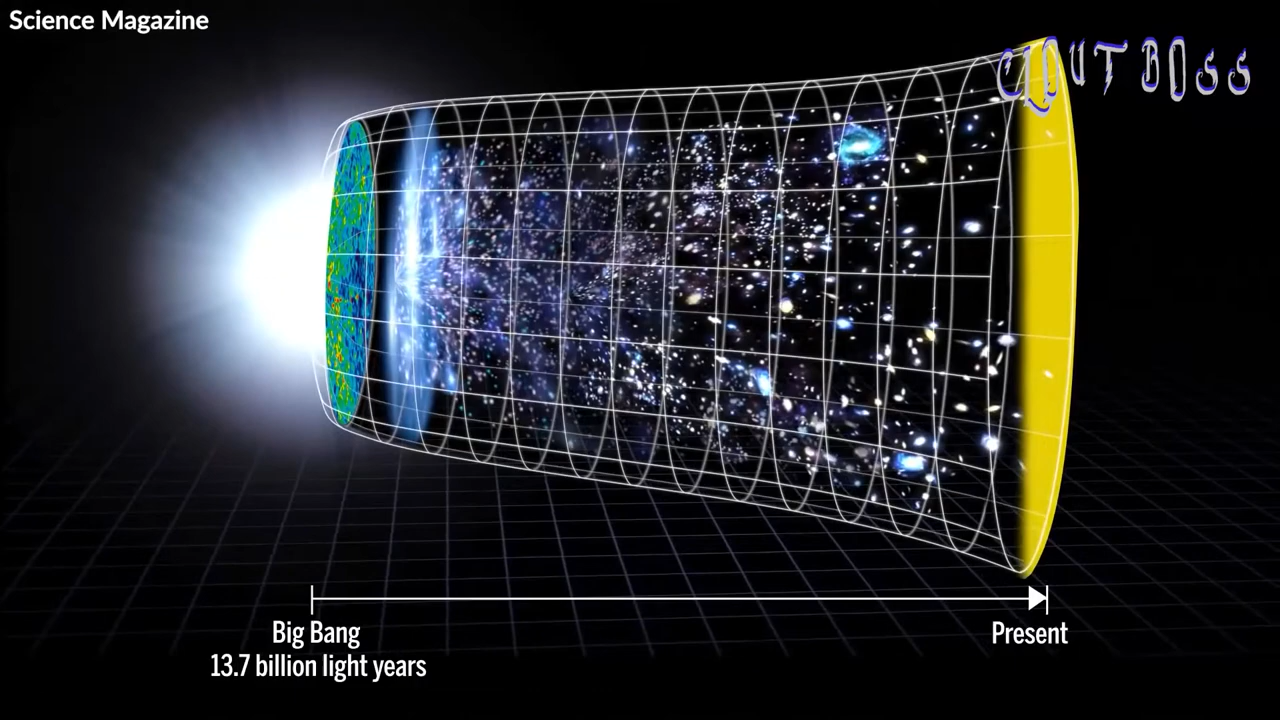 Science Magazine
CLOUT BOSS
Big Bang
13.7 billion light years
Present